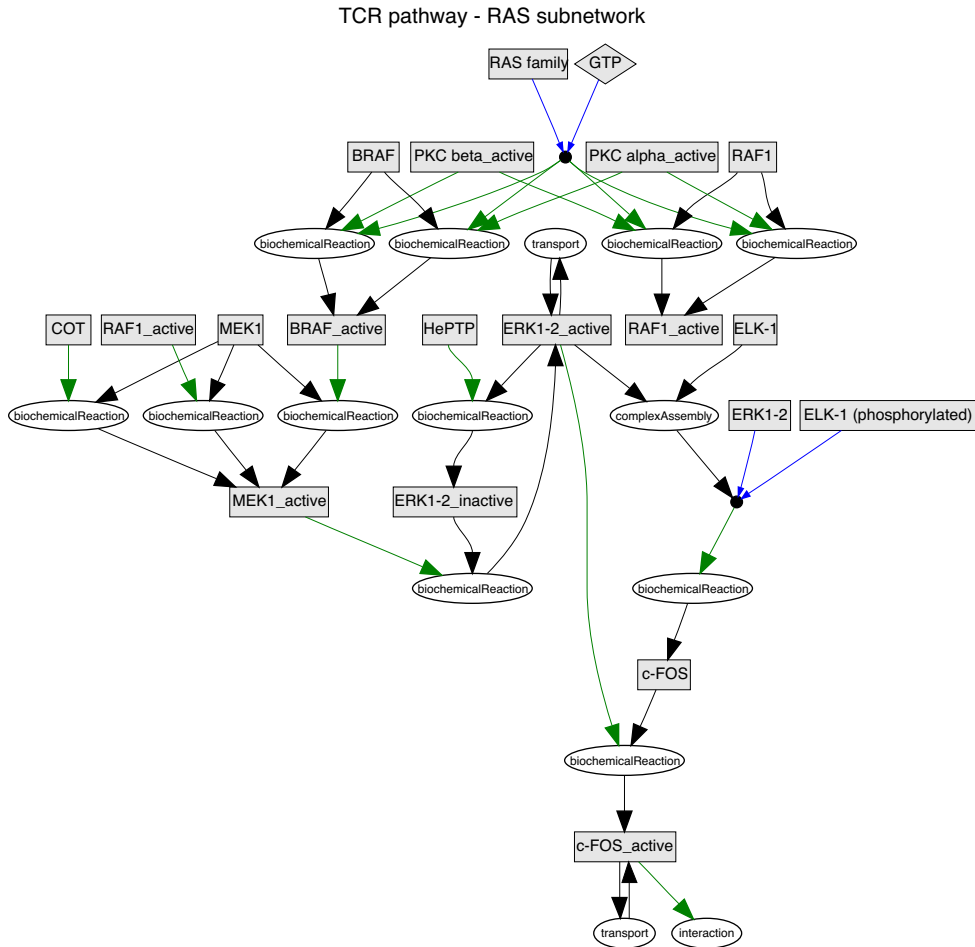 TCR pathway - RAS subnetwork
RAS family
GTP
BRAF
PKC beta_active
PKC alpha_active
RAF1
biochemicalReaction
biochemicalReaction
transport
biochemicalReaction
biochemicalReaction
COT
RAF1_active
MEK1
BRAF_active
HePTP
ERK1-2_active
RAF1_active
ELK-1
biochemicalReaction
biochemicalReaction
biochemicalReaction
biochemicalReaction
complexAssembly
ERK1-2
ELK-1 (phosphorylated)
MEK1_active
ERK1-2_inactive
biochemicalReaction
biochemicalReaction
c-FOS
biochemicalReaction
c-FOS_active
transport
interaction